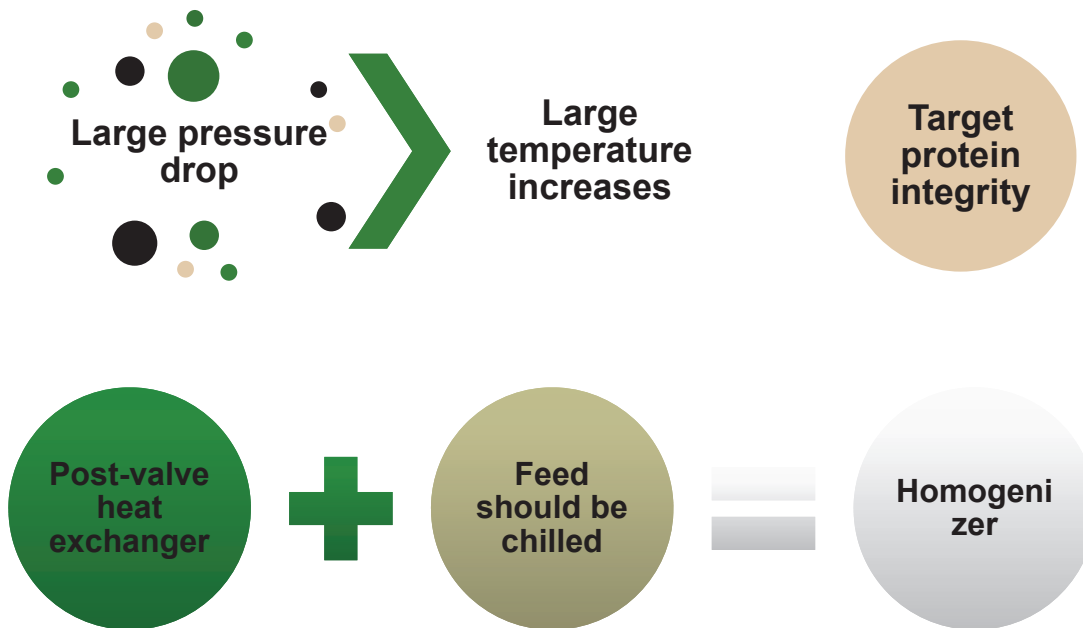 Large pressure
drop
Large
temperature
increases
Target
protein
integrity
Post-valve
heat
exchanger
Feed
should be
chilled
Homogeni
zer